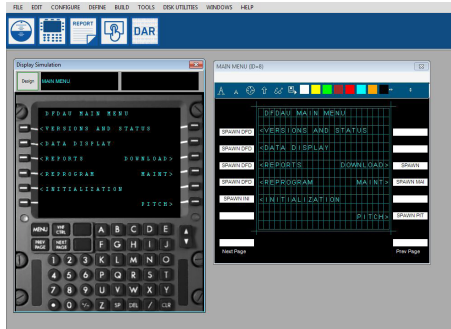 FILE EDIT CONFIGURE DEFINE BUILD TOOLS DISK UTILITIES WINDOWS HELP
REPORT
DAR
Display Simulation
Design
MAIN MENU
DFDAU MAIN MENU
<VERSIONS AND STATUS
<DATA DISPLAY
<REPORTS DOWNLOAD>
<REPROGRAM MAINT>
<INITIALIZATION
PITCH>
MENU
A B C D E
PREV PAGE
NEXT PAGE
F G H I J
1 2 3 K L M N O
4 5 6 P Q R S T
7 8 9 U V W X Y
0 Z SP DEL / CLR
MAIN MENU (ID=8)
A A
DFDAU MAIN MENU
SPAWN DFD <VERSIONS AND STATUS
SPAWN DFD <DATA DISPLAY
SPAWN DFD <REPORTS DOWNLOAD> SPAWN
SPAWN DFD <REPROGRAM MAINT> SPAWN MAI
SPAWN INI <INITIALIZATION
PITCH> SPAWN PIT
Next Page
Prev Page